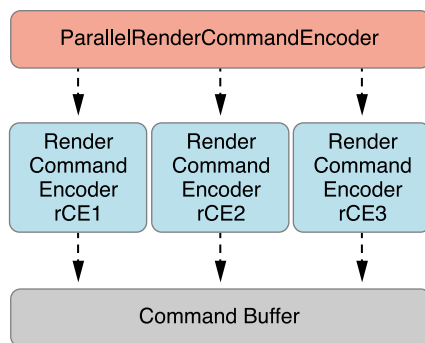 ParallelRenderCommandEncoder
Render
Command
Encoder
rCE1
Render
Command
Encoder
rCE2
Render
Command
Encoder
rCE3
Command Buffer